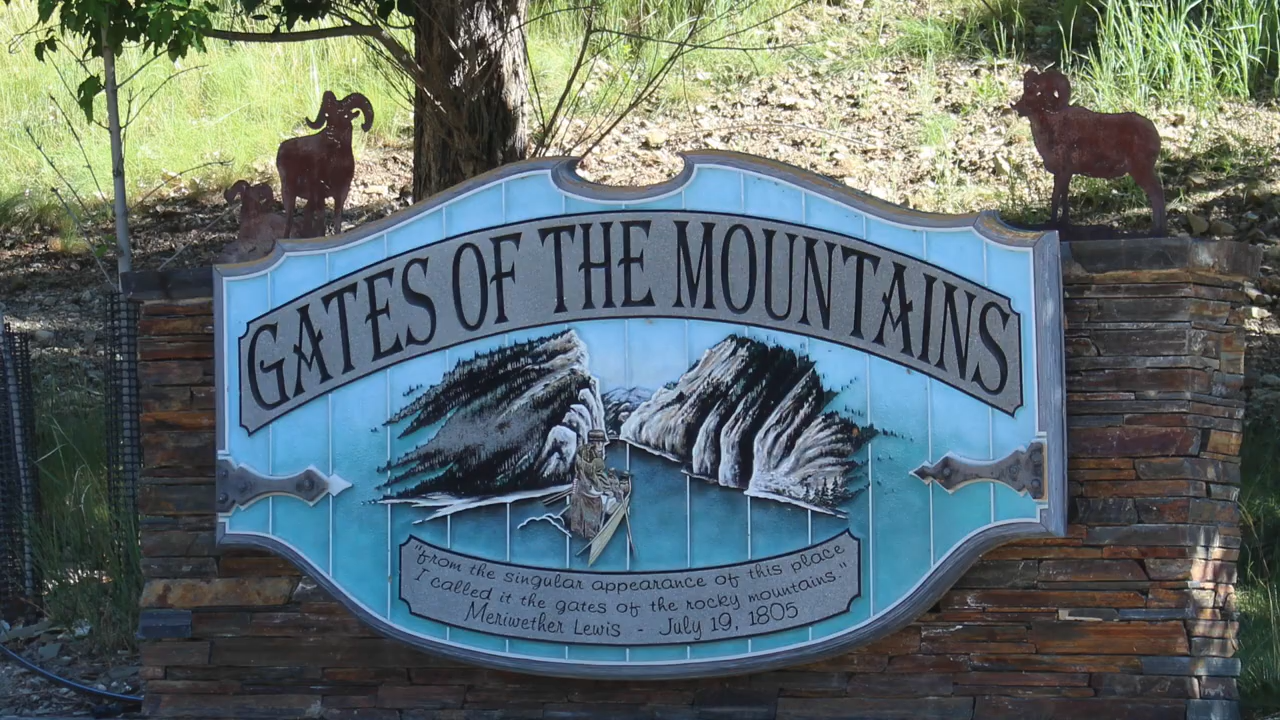 GATES OF THE MOUNTAINS
"from the singular appearance of this place
I called it the gates of the rocky mountains."
Meriwether Lewis - July 19, 1805